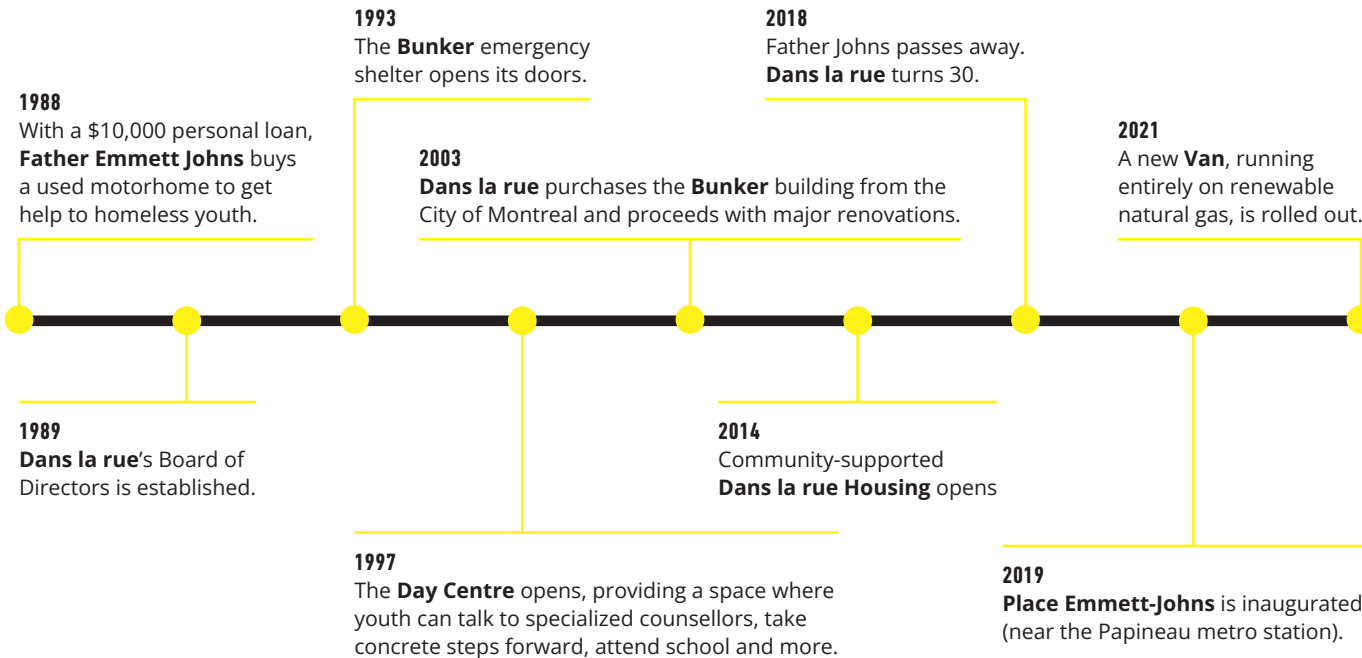 1988
With a $10,000 personal loan,
Father Emmett Johns buys
a used motorhome to get
help to homeless youth.
1989
Dans la rue's Board of
Directors is established.
1993
The Bunker emergency
shelter opens its doors.
1997
The Day Centre opens, providing a space where
youth can talk to specialized counsellors, take
concrete steps forward, attend school and more.
2003
Dans la rue purchases the Bunker building from the
City of Montreal and proceeds with major renovations.
2014
Community-supported
Dans la rue Housing opens
2018
Father Johns passes away.
Dans la rue turns 30.
2019
Place Emmett-Johns is inaugurated
(near the Papineau metro station).
2021
A new Van, running
entirely on renewable
natural gas, is rolled out.